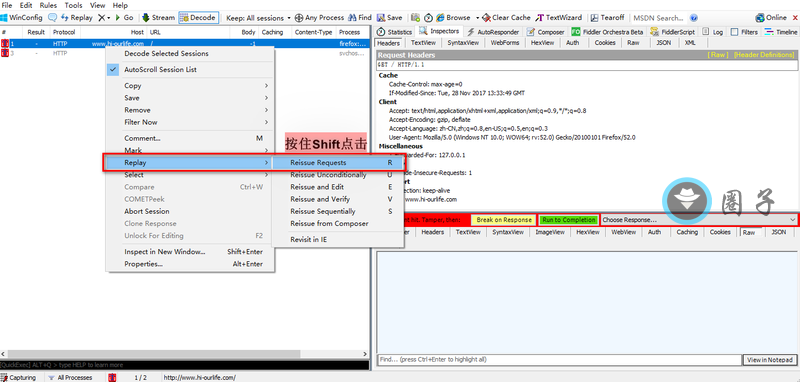 File Edit Rules Tools View Help
WinConfig Replay Go Stream Decode Keep: All sessions Any Process Find Save Browse Clear Cache TextWizard Tearoff MSDN Search...
# Result Protocol Host URL Body Caching Content-Type Process
1 - HTTP www.hi-ourlife.com / -1 firefox:...
3 - HTTP svchos...
Decode Selected Sessions
AutoScroll Session List
Copy
Save
Remove
Filter Now
Comment... M
Mark
Replay
Select
Compare Ctrl+W
COMETPeek
Abort Session
Clone Response
Unlock For Editing F2
Inspect in New Window... Shift+Enter
Properties... Alt+Enter
按住Shift点击
Reissue Requests R
Reissue Unconditionally U
Reissue and Edit E
Reissue and Verify V
Reissue Sequentially S
Reissue from Composer
Revisit in IE
Statistics Inspectors AutoResponder Composer Fiddler Orchestra Beta FiddlerScript Log Filters Timeline
Headers TextView SyntaxView WebForms HexView Auth Cookies Raw JSON XML
Request Headers [ Raw ] [Header Definitions]
GET / HTTP/1.1
Cache
Cache-Control: max-age=0
If-Modified-Since: Tue, 28 Nov 2017 13:33:49 GMT
Client
Accept: text/html,application/xhtml+xml,application/xml;q=0.9,*/*;q=0.8
Accept-Encoding: gzip, deflate
Accept-Language: zh-CN,zh;q=0.8,en-US;q=0.5,en;q=0.3
User-Agent: Mozilla/5.0 (Windows NT 10.0; WOW64; rv:52.0) Gecko/20100101 Firefox/52.0
Miscellaneous
arded-For: 127.0.0.1
de-Insecure-Requests: 1
ection: keep-alive
www.hi-ourlife.com
圈子
nt hit. Tamper, then: Break on Response Run to Completion Choose Response...
Headers TextView SyntaxView ImageView HexView WebView Auth Caching Cookies Raw JSON
Find... (press Ctrl+Enter to highlight all) View in Notepad
[QuickExec] ALT+Q > type HELP to learn more
Capturing All Processes 1 / 2 http://www.hi-ourlife.com/